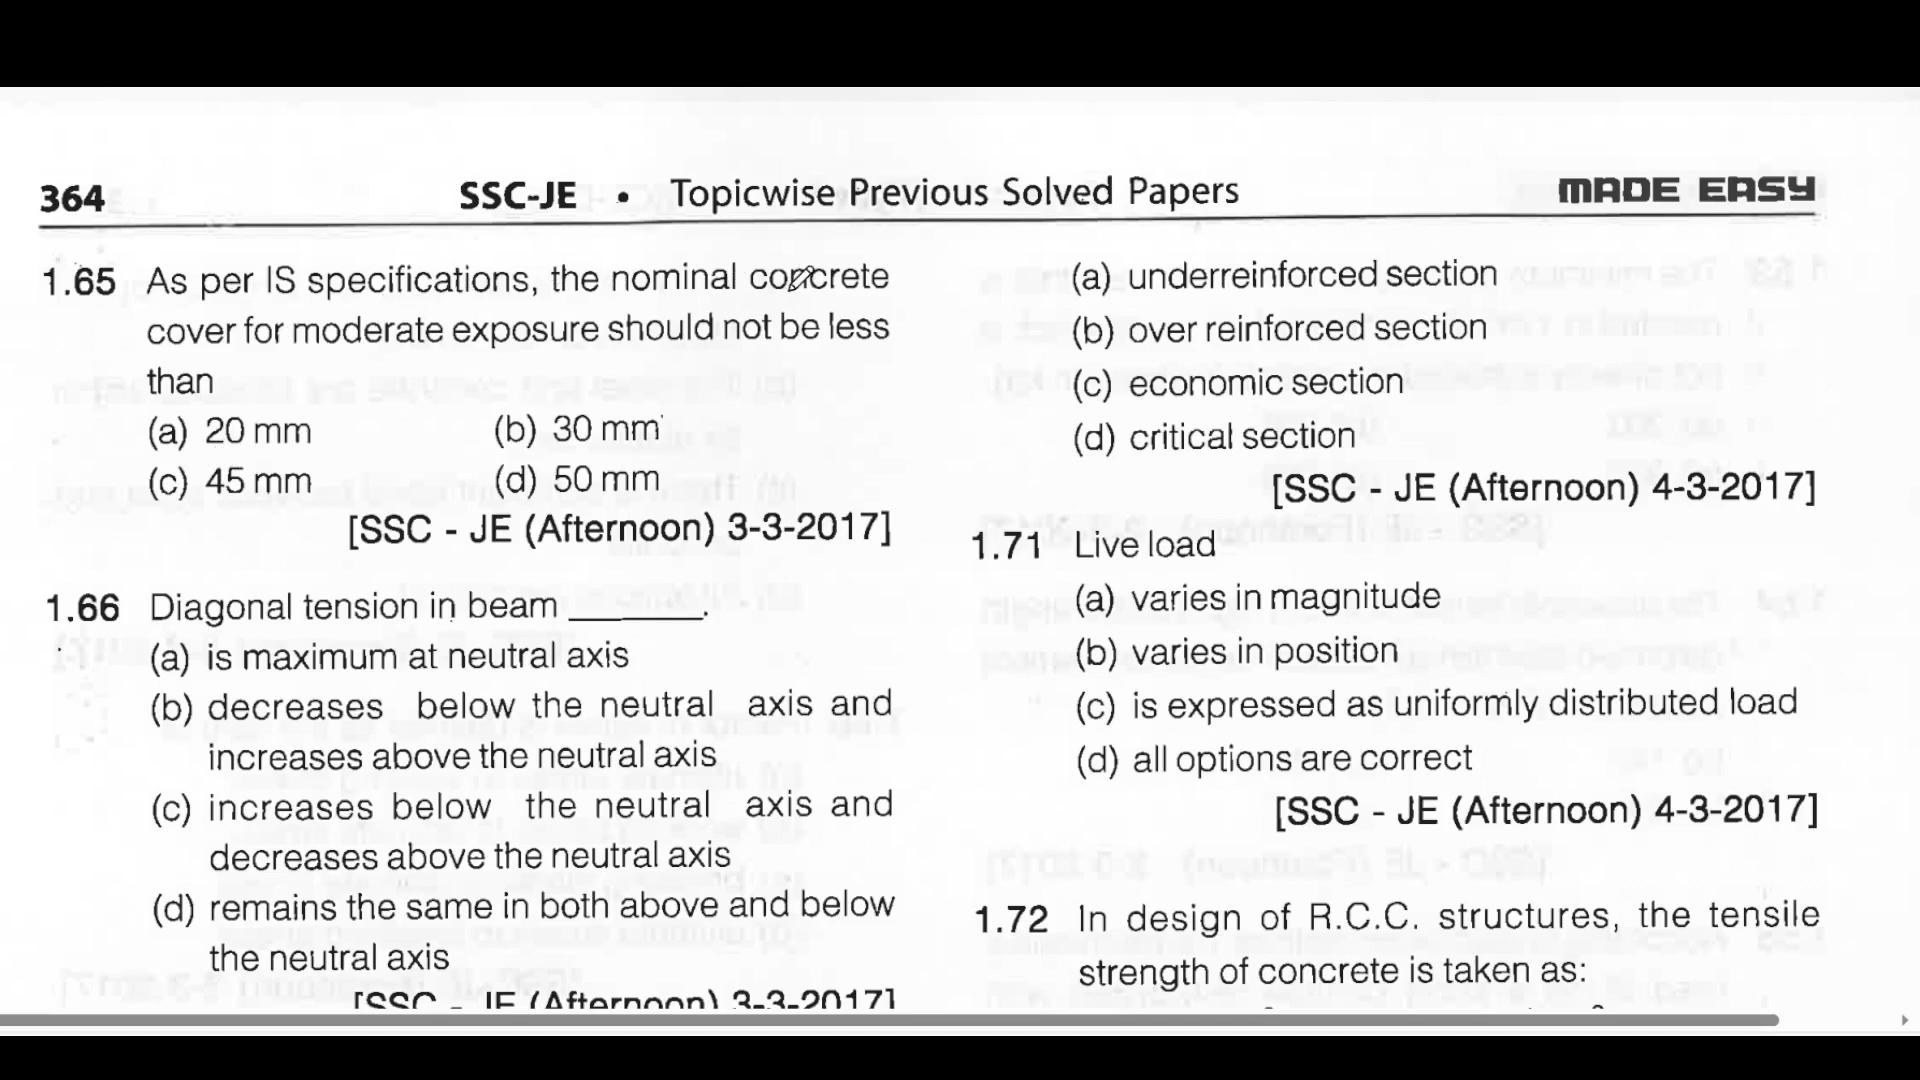 364 SSC-JE • Topicwise Previous Solved Papers MADE EASY
1.65 As per IS specifications, the nominal concrete
cover for moderate exposure should not be less
than
(a) 20 mm (b) 30 mm
(c) 45 mm (d) 50 mm
[SSC - JE (Afternoon) 3-3-2017]
1.66 Diagonal tension in beam ______.
(a) is maximum at neutral axis
(b) decreases below the neutral axis and
increases above the neutral axis
(c) increases below the neutral axis and
decreases above the neutral axis
(d) remains the same in both above and below
the neutral axis
[SSC - JE (Afternoon) 3-3-2017]
(a) underreinforced section
(b) over reinforced section
(c) economic section
(d) critical section
[SSC - JE (Afternoon) 4-3-2017]
1.71 Live load
(a) varies in magnitude
(b) varies in position
(c) is expressed as uniformly distributed load
(d) all options are correct
[SSC - JE (Afternoon) 4-3-2017]
1.72 In design of R.C.C. structures, the tensile
strength of concrete is taken as: